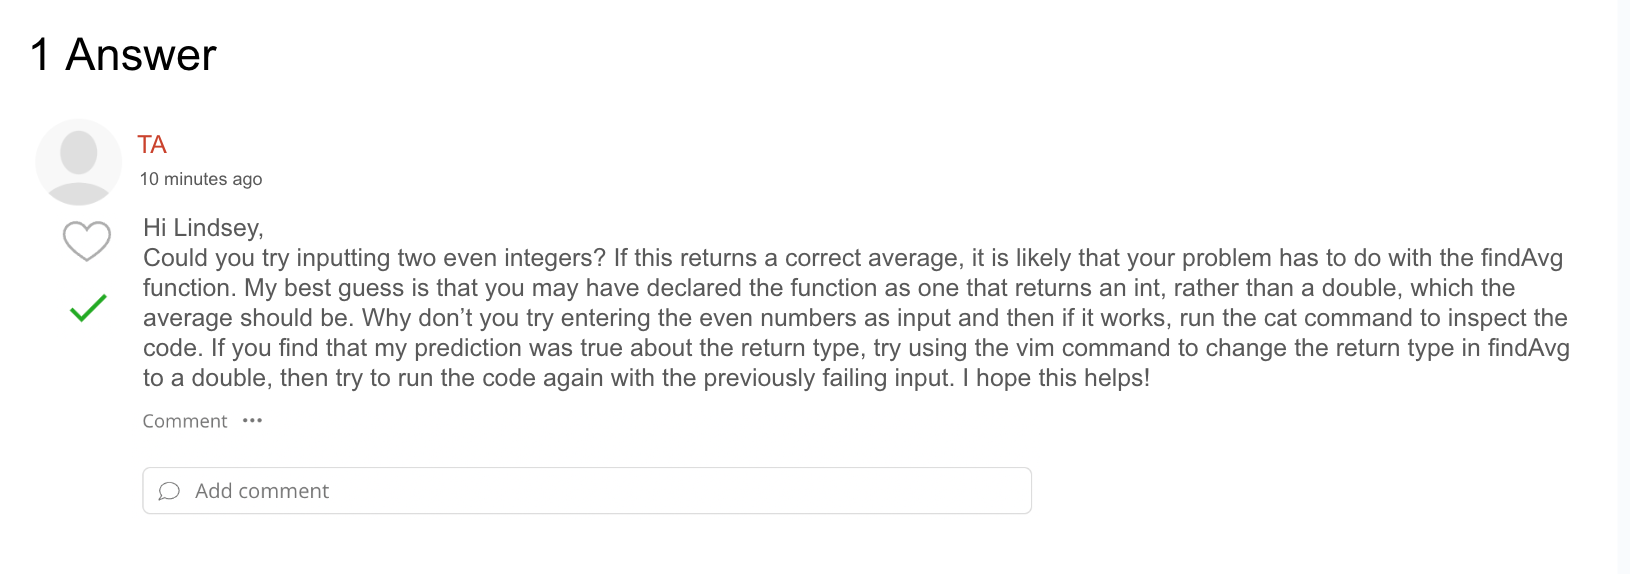 1 Answer
TA
10 minutes ago
Hi Lindsey,
Could you try inputting two even integers? If this returns a correct average, it is likely that your problem has to do with the findAvg
function. My best guess is that you may have declared the function as one that returns an int, rather than a double, which the
average should be. Why don’t you try entering the even numbers as input and then if it works, run the cat command to inspect the
code. If you find that my prediction was true about the return type, try using the vim command to change the return type in findAvg
to a double, then try to run the code again with the previously failing input. I hope this helps!
Comment •••
Add comment